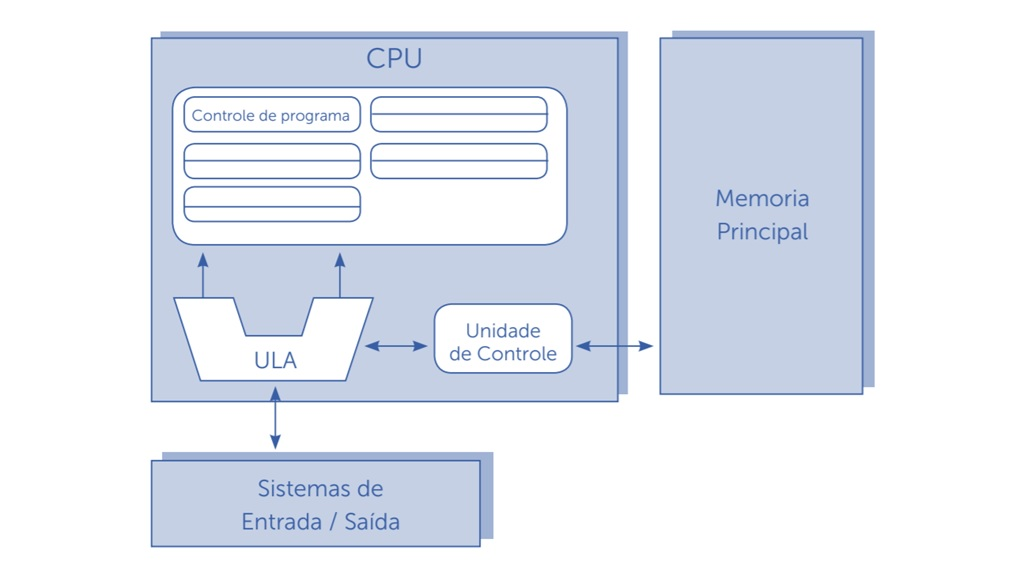 CPU
Controle de programa
Memoria
Principal
ULA
Unidade
de Controle
Sistemas de
Entrada / Saída